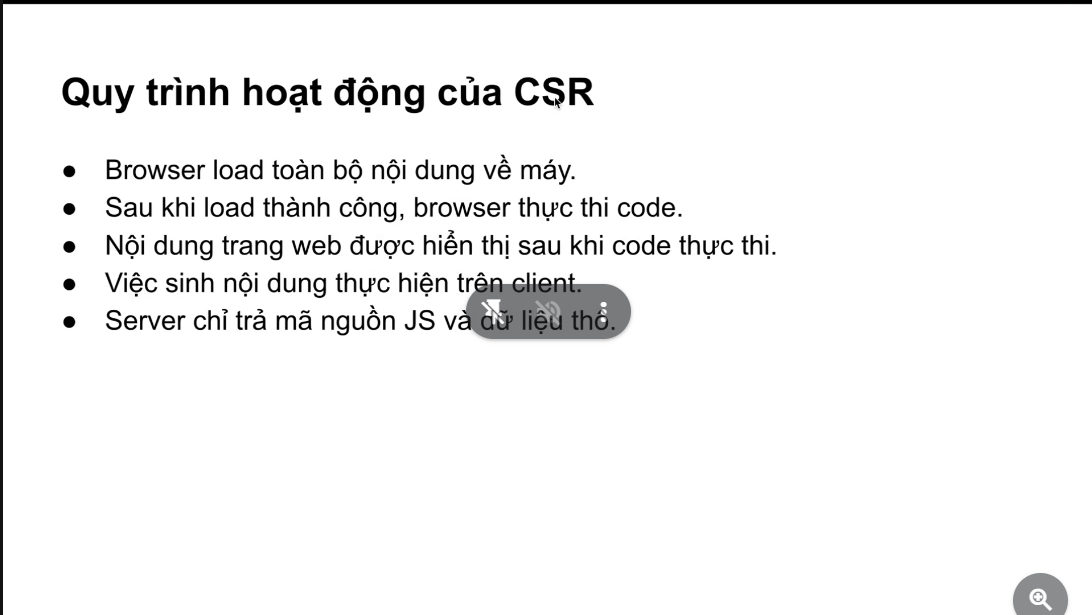 Quy trình hoạt động của CSR
● Browser load toàn bộ nội dung về máy.
● Sau khi load thành công, browser thực thi code.
● Nội dung trang web được hiển thị sau khi code thực thi.
● Việc sinh nội dung thực hiện trên client.
● Server chỉ trả mã nguồn JS và dữ liệu thô.